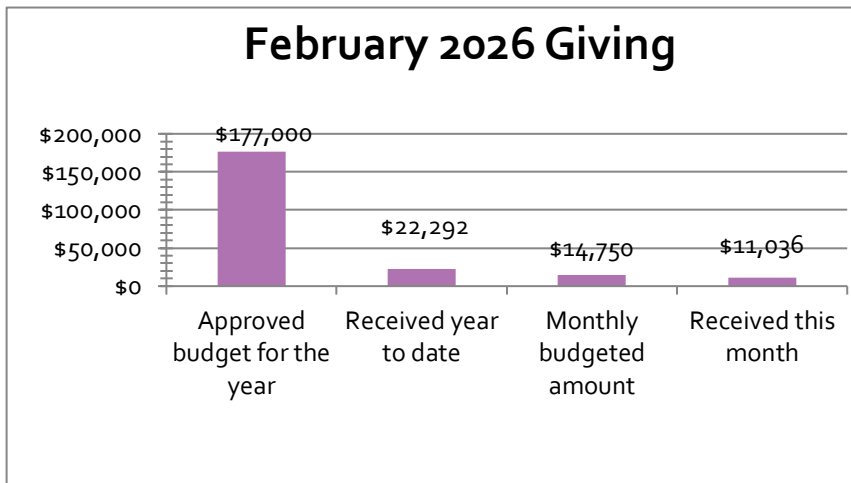 February 2026 Giving
$200,000
$150,000
$100,000
$50,000
$0
$177,000
$22,292
$14,750
$11,036
Approved
budget for the
year
Received year
to date
Monthly
budgeted
amount
Received this
month